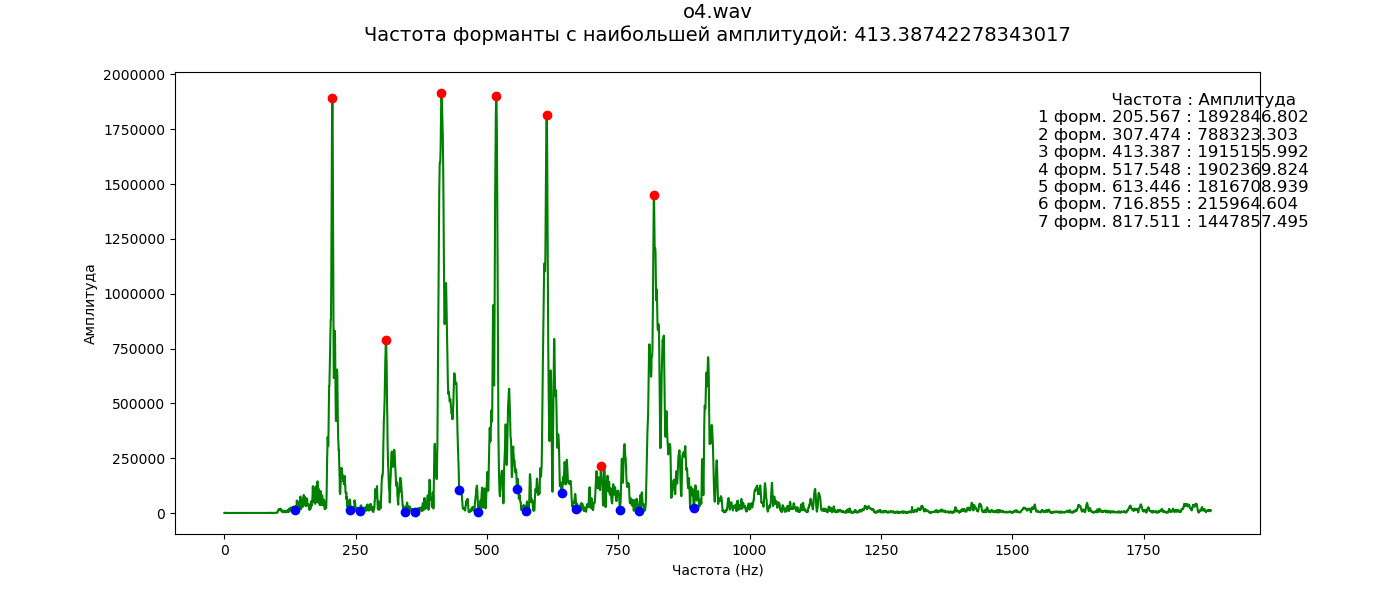 o4.wav
Частота форманты с наибольшей амплитудой: 413.38742278343017
2000000
1750000
1500000
1250000
1000000
750000
500000
250000
0
Амплитуда
Частота : Амплитуда
1 форм. 205.567 : 1892846.802
2 форм. 307.474 : 788323.303
3 форм. 413.387 : 1915155.992
4 форм. 517.548 : 1902369.824
5 форм. 613.446 : 1816708.939
6 форм. 716.855 : 215964.604
7 форм. 817.511 : 1447857.495
0 250 500 750 1000 1250 1500 1750
Частота (Hz)